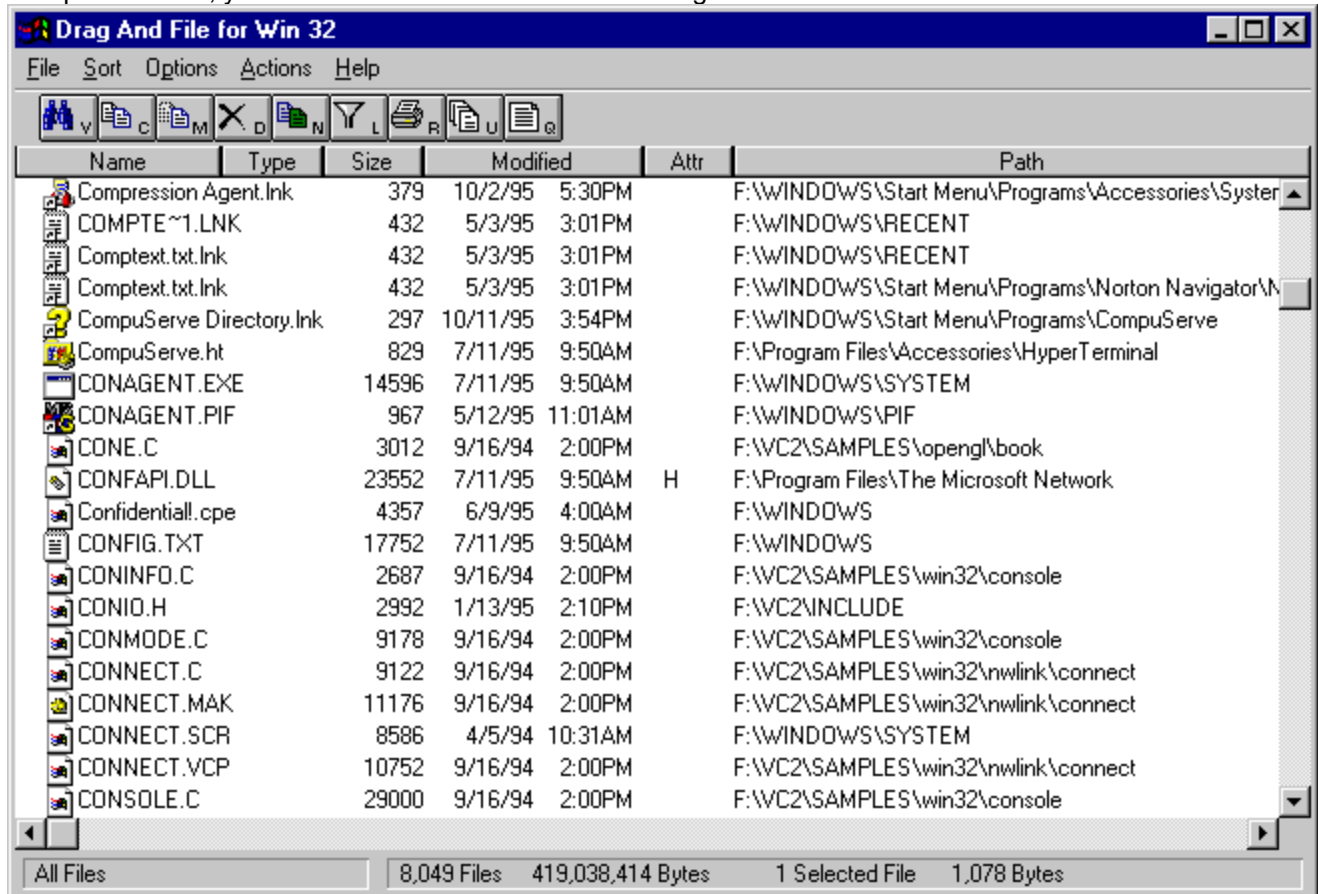 Drag And File for Win 32
File Sort Options Actions Help
V C M D N L R U Q
Name Type Size Modified Attr Path
Compression Agent.lnk 379 10/2/95 5:30PM F:\WINDOWS\Start Menu\Programs\Accessories\System
COMPTE~1.LNK 432 5/3/95 3:01PM F:\WINDOWS\RECENT
Comptext.txt.lnk 432 5/3/95 3:01PM F:\WINDOWS\RECENT
Comptext.txt.lnk 432 5/3/95 3:01PM F:\WINDOWS\Start Menu\Programs\Norton Navigator\N
CompuServe Directory.lnk 297 10/11/95 3:54PM F:\WINDOWS\Start Menu\Programs\CompuServe
CompuServe.ht 829 7/11/95 9:50AM F:\Program Files\Accessories\HyperTerminal
CONAGENT.EXE 14596 7/11/95 9:50AM F:\WINDOWS\SYSTEM
CONAGENT.PIF 967 5/12/95 11:01AM F:\WINDOWS\PIF
CONE.C 3012 9/16/94 2:00PM F:\VC2\SAMPLES\opengl\book
CONFAPI.DLL 23552 7/11/95 9:50AM H F:\Program Files\The Microsoft Network
Confidential!.cpe 4357 6/9/95 4:00AM F:\WINDOWS
CONFIG.TXT 17752 7/11/95 9:50AM F:\WINDOWS
CONINFO.C 2687 9/16/94 2:00PM F:\VC2\SAMPLES\win32\console
CONIO.H 2992 1/13/95 2:10PM F:\VC2\INCLUDE
CONMODE.C 9178 9/16/94 2:00PM F:\VC2\SAMPLES\win32\console
CONNECT.C 9122 9/16/94 2:00PM F:\VC2\SAMPLES\win32\nwlink\connect
CONNECT.MAK 11176 9/16/94 2:00PM F:\VC2\SAMPLES\win32\nwlink\connect
CONNECT.SCR 8586 4/5/94 10:31AM F:\WINDOWS\SYSTEM
CONNECT.VCP 10752 9/16/94 2:00PM F:\VC2\SAMPLES\win32\nwlink\connect
CONSOLE.C 29000 9/16/94 2:00PM F:\VC2\SAMPLES\win32\console
All Files 8,049 Files 419,038,414 Bytes 1 Selected File 1,078 Bytes